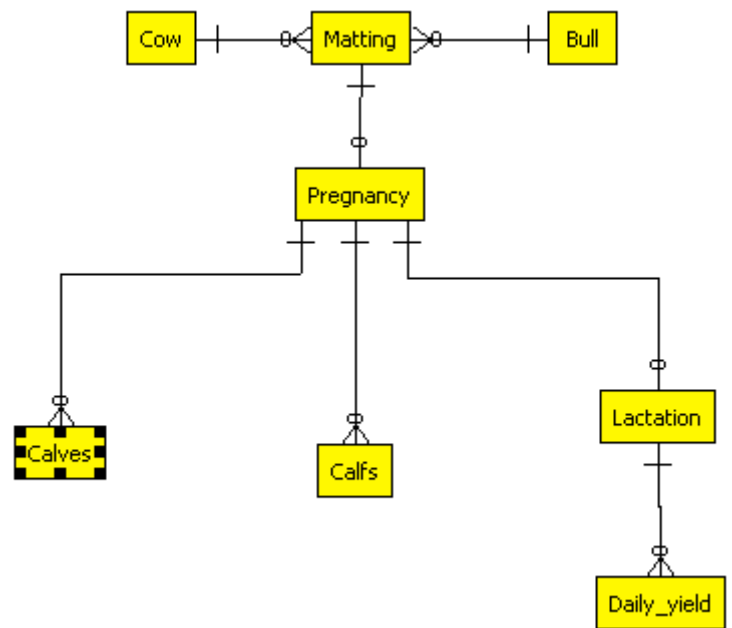 Cow
Matting
Bull
Pregnancy
Calves
Calfs
Lactation
Daily_yield